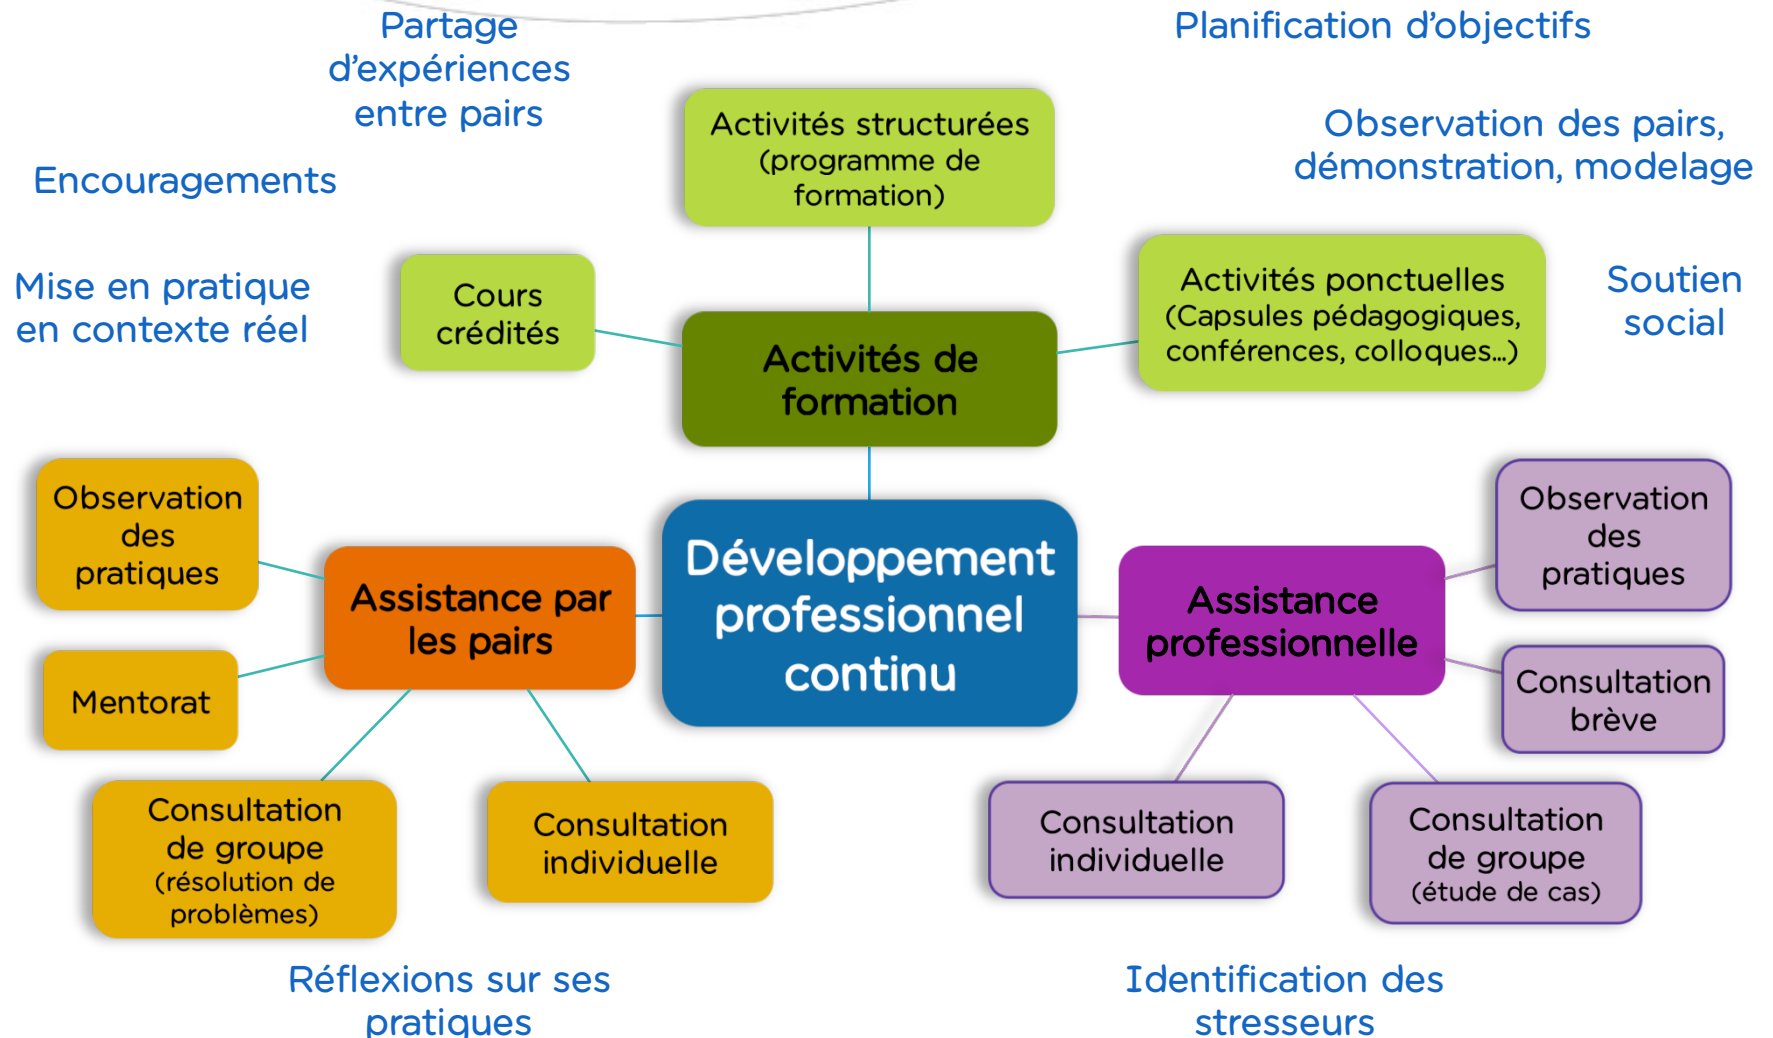 Partage
d'expériences
entre pairs
Planification d'objectifs
Observation des pairs,
démonstration, modelage
Encouragements
Activités structurées
(programme de
formation)
Mise en pratique
en contexte réel
Cours
crédités
Activités ponctuelles
(Capsules pédagogiques,
conférences, colloques...)
Soutien
social
Activités de
formation
Observation
des
pratiques
Assistance par
les pairs
Développement
professionnel
continu
Assistance
professionnelle
Observation
des
pratiques
Mentorat
Consultation
brève
Consultation
de groupe
(résolution de
problèmes)
Consultation
individuelle
Consultation
individuelle
Consultation
de groupe
(étude de cas)
Réflexions sur ses
pratiques
Identification des
stresseurs